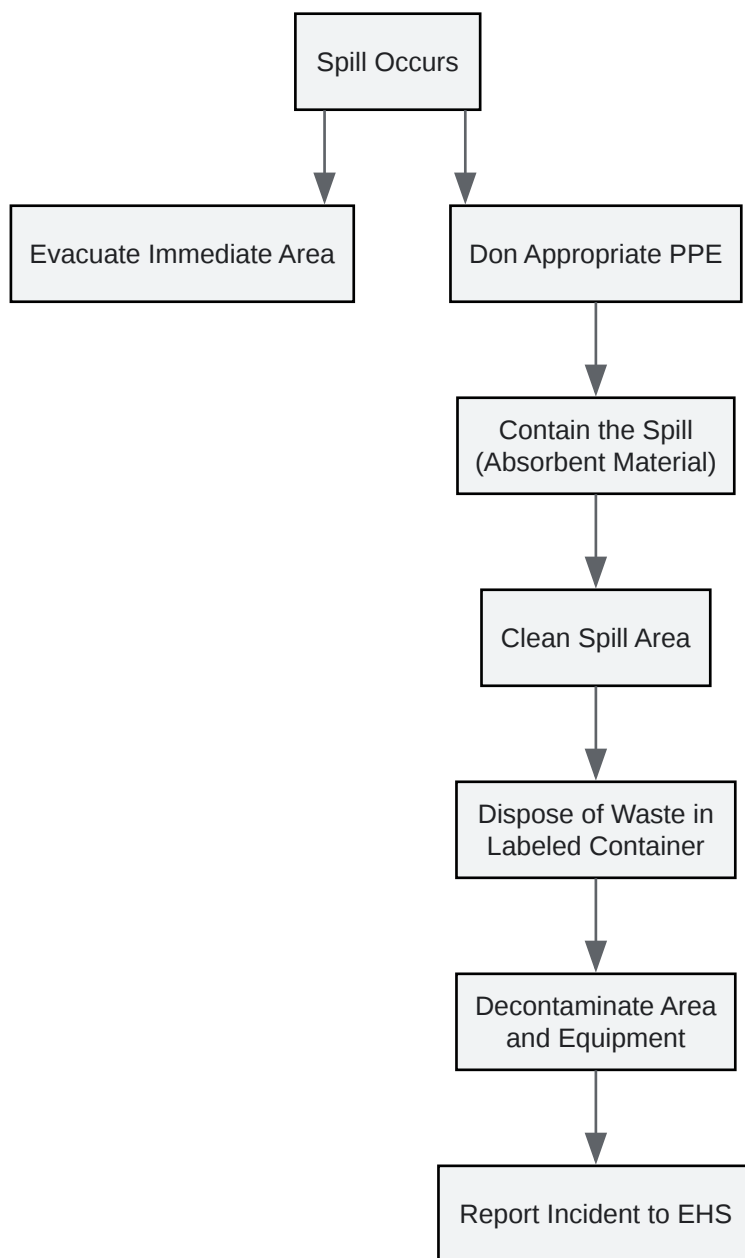 Spill Occurs
Evacuate Immediate Area
Don Appropriate PPE
Contain the Spill
(Absorbent Material)
Clean Spill Area
Dispose of Waste in
Labeled Container
Decontaminate Area
and Equipment
Report Incident to EHS